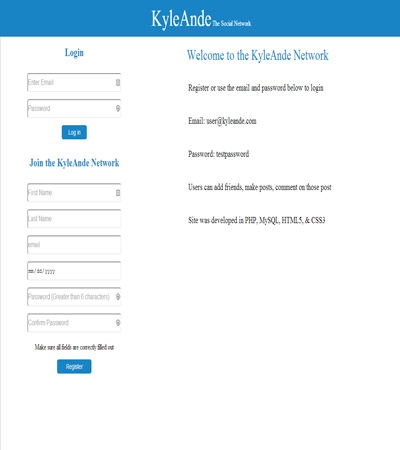 KyleAnde The Social Network
Login
Enter Email
Password
Log in
Join the KyleAnde Network
First Name
Last Name
email
mm/dd/yyyy
Password (Greater than 6 characters)
Confirm Password
Make sure all fields are correctly filled out
Register
Welcome to the KyleAnde Network
Register or use the email and password below to login
Email: user@kyleande.com
Password: testpassword
Users can add friends, make posts, comment on those post
Site was developed in PHP, MySQL, HTML5, & CSS3